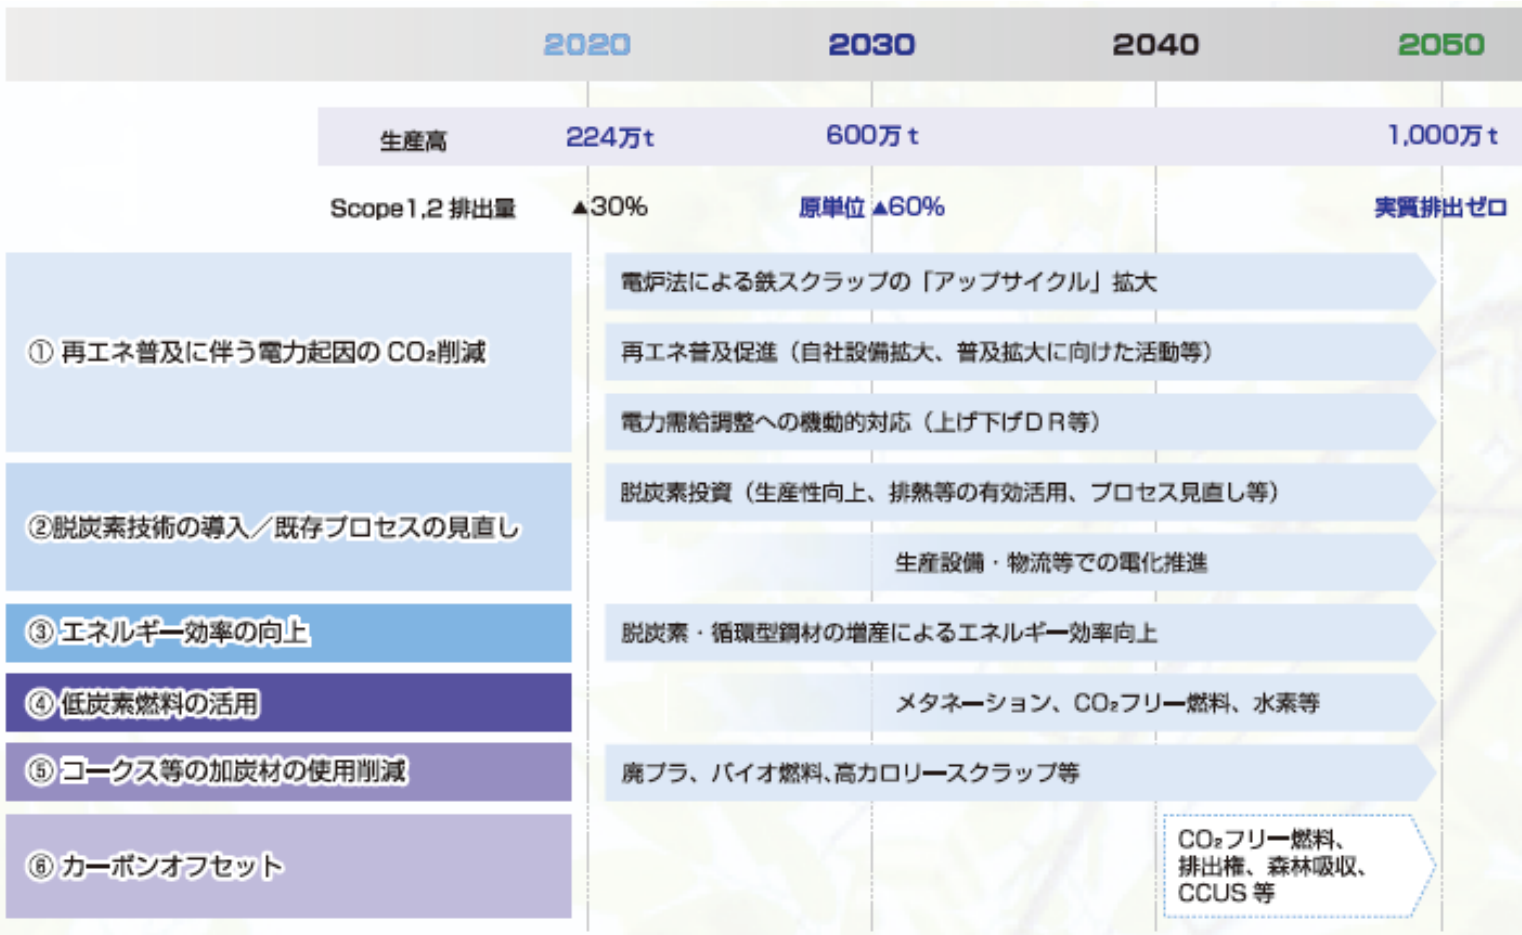 2020 2030 2040 2050
生産高 224万t 600万t 1,000万t
Scope1,2 排出量 ▲30% 原単位 ▲60% 実質排出ゼロ
① 再エネ普及に伴う電力起因の CO₂削減
電炉法による鉄スクラップの「アップサイクル」拡大
再エネ普及促進（自社設備拡大、普及拡大に向けた活動等）
電力需給調整への機動的対応（上げ下げＤＲ等）
②脱炭素技術の導入／既存プロセスの見直し
脱炭素投資（生産性向上、排熱等の有効活用、プロセス見直し等）
生産設備・物流等での電化推進
③ エネルギー効率の向上
脱炭素・循環型鋼材の増産によるエネルギー効率向上
④ 低炭素燃料の活用
メタネーション、CO₂フリー燃料、水素等
⑤ コークス等の加炭材の使用削減
廃プラ、バイオ燃料、高カロリースクラップ等
⑥ カーボンオフセット
CO₂フリー燃料、
排出権、森林吸収、
CCUS 等